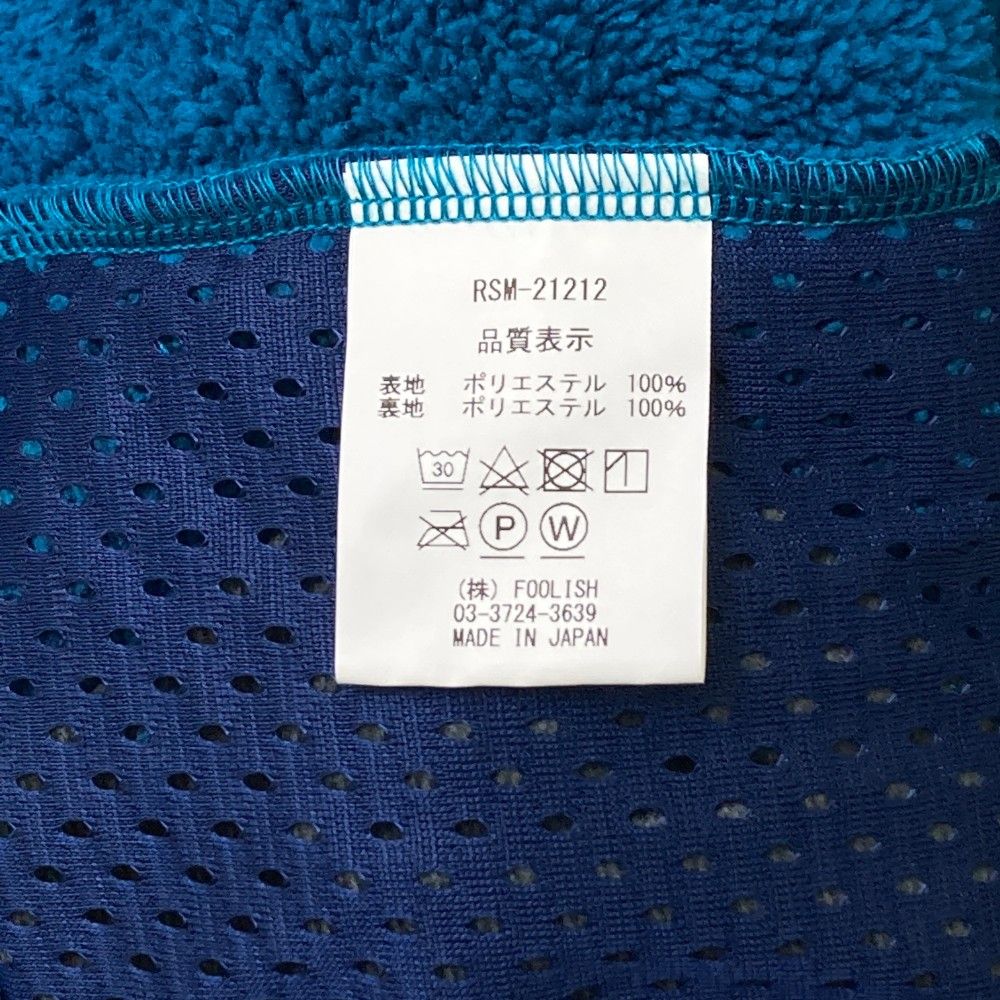 RSM-21212
品質表示
表地 ポリエステル 100%
裏地 ポリエステル 100%
30
P W
(株) FOOLISH
03-3724-3639
MADE IN JAPAN